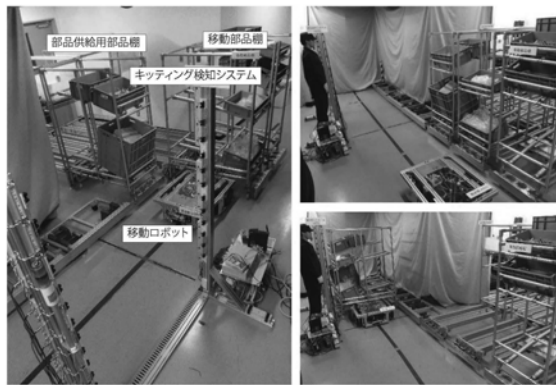 部品供給用部品棚
移動部品棚
キッティング検知システム
移動ロボット